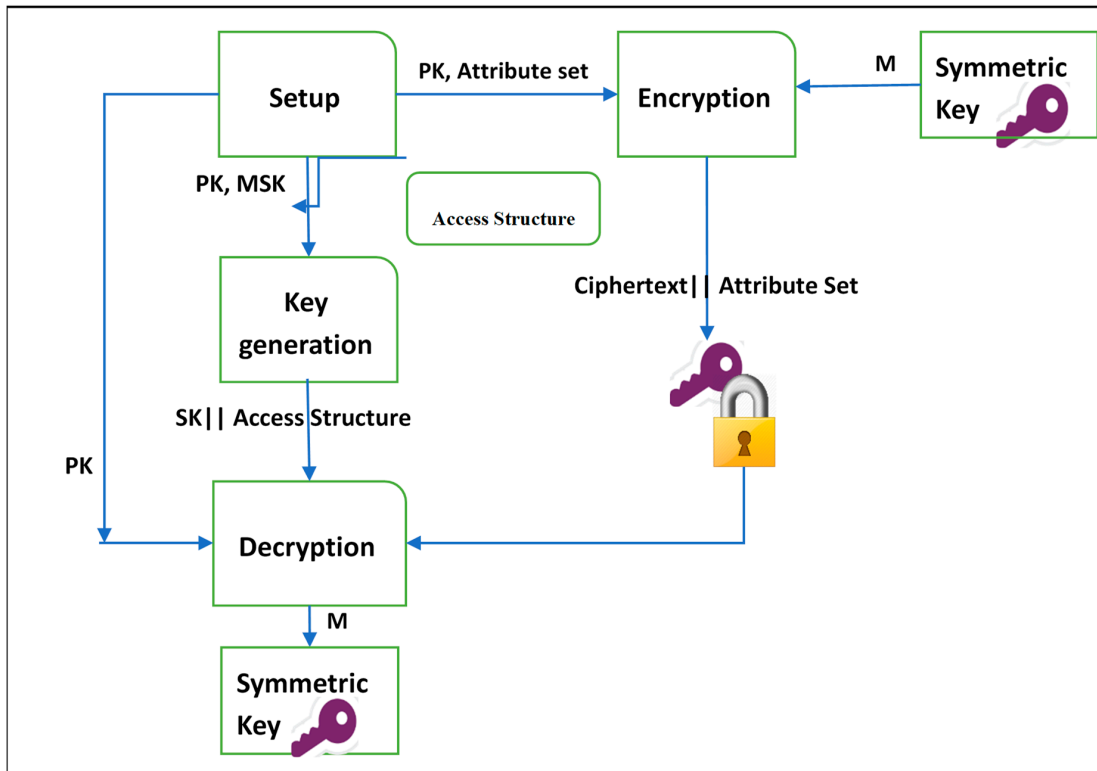 Setup
PK, Attribute set
Encryption
M
Symmetric
Key
PK, MSK
Access Structure
Key
generation
Ciphertext|| Attribute Set
SK|| Access Structure
PK
Decryption
M
Symmetric
Key